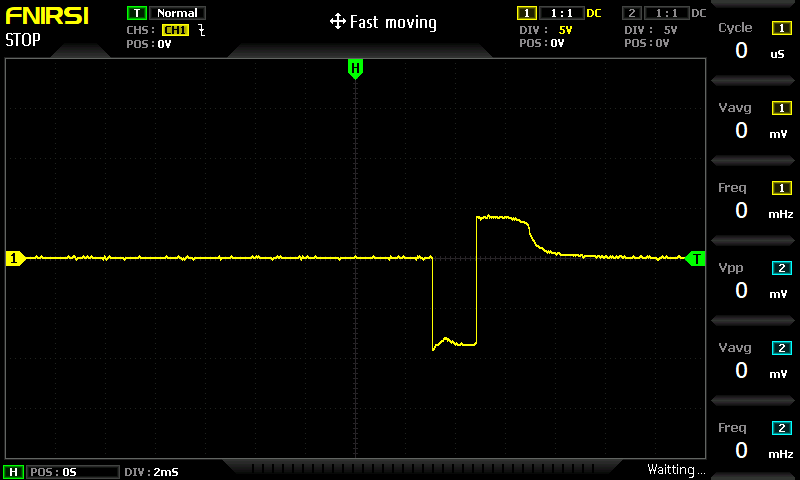 FNIRSI
STOP
T Normal
CHS: CH1
POS: 0V
Fast moving
1 1:1 DC
DIV: 5V
POS: 0V
2 1:1 DC
DIV: 5V
POS: 0V
H
1
T
Cycle 1
0 uS
Vavg 1
0 mV
Freq 1
0 mHz
Vpp 2
0 mV
Vavg 2
0 mV
Freq 2
0 mHz
H POS: 0S DIV: 2mS
Waitting...